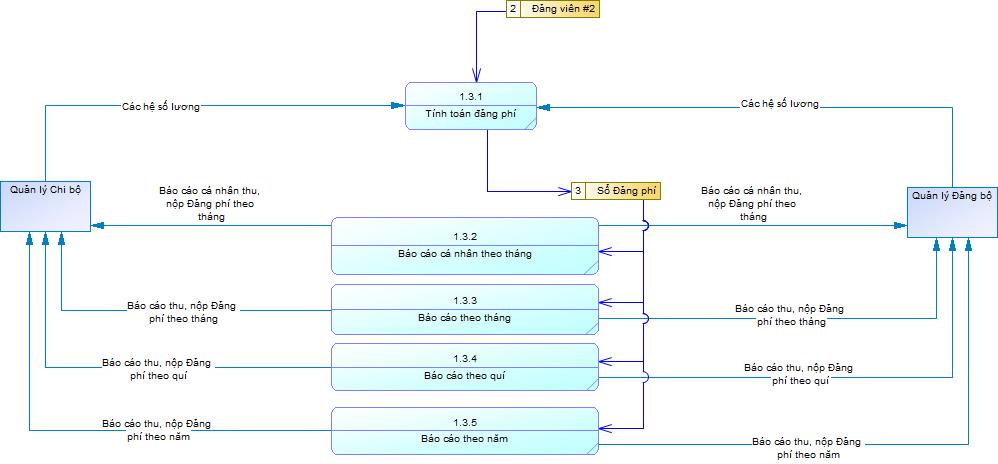 2 Đảng viên #2
1.3.1
Tính toán đảng phí
Các hệ số lương
Các hệ số lương
Quản lý Chi bộ
Quản lý Đảng bộ
3 Sổ Đảng phí
Báo cáo cá nhân thu,
nộp Đảng phí theo
tháng
Báo cáo cá nhân thu,
nộp Đảng phí theo
tháng
1.3.2
Báo cáo cá nhân theo tháng
1.3.3
Báo cáo theo tháng
Báo cáo thu, nộp Đảng
phí theo tháng
Báo cáo thu, nộp Đảng
phí theo tháng
1.3.4
Báo cáo theo quí
Báo cáo thu, nộp Đảng
phí theo quí
Báo cáo thu, nộp Đảng
phí theo quí
1.3.5
Báo cáo theo năm
Báo cáo thu, nộp Đảng
phí theo năm
Báo cáo thu, nộp Đảng
phí theo năm